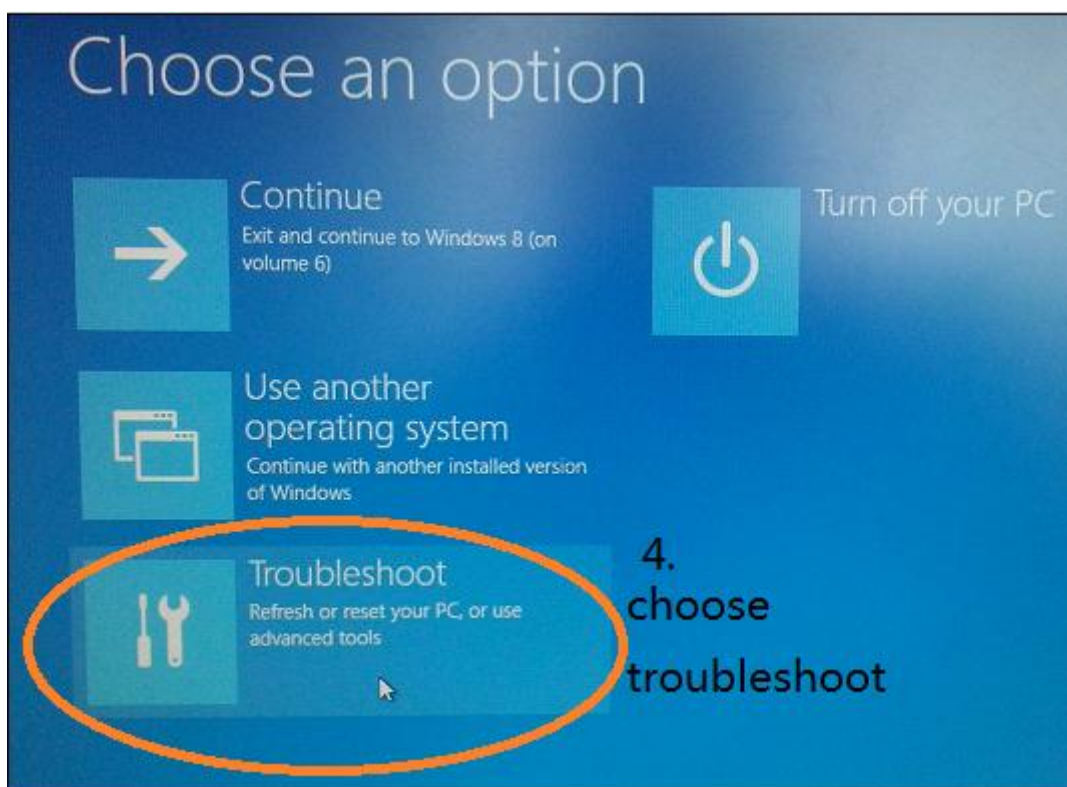 Choose an option
Continue
Exit and continue to Windows 8 (on
volume 6)
Turn off your PC
Use another
operating system
Continue with another installed version
of Windows
Troubleshoot
Refresh or reset your PC, or use
advanced tools
4.
choose
troubleshoot